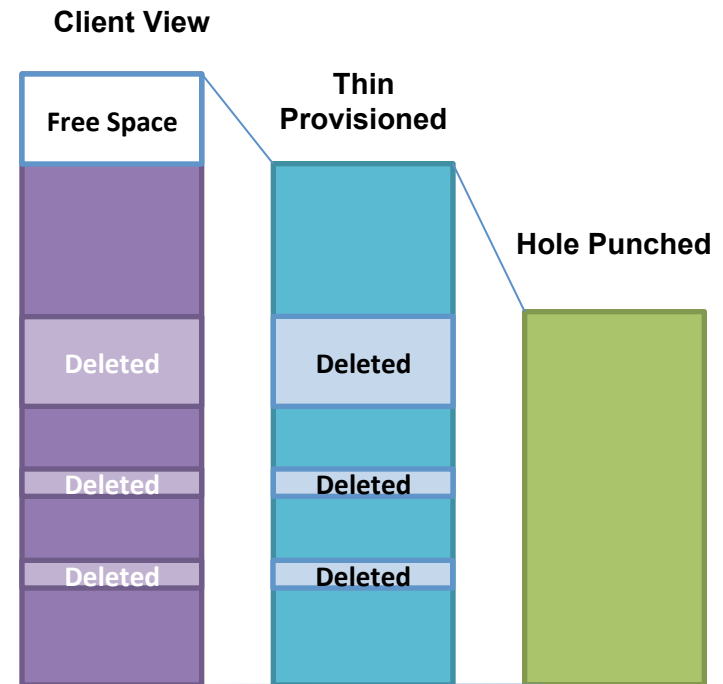 Client View
Free Space
Deleted
Deleted
Deleted
Thin
Provisioned
Deleted
Deleted
Deleted
Hole Punched